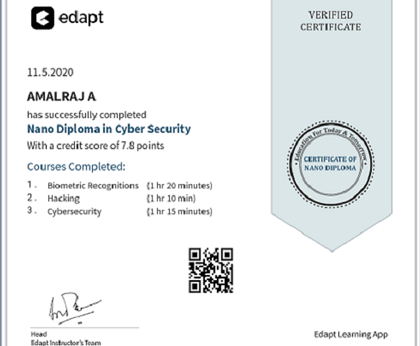 edapt
VERIFIED
CERTIFICATE
11.5.2020
AMALRAJ A
has successfully completed
Nano Diploma in Cyber Security
With a credit score of 7.8 points
Courses Completed:
1 . Biometric Recognitions (1 hr 20 minutes)
2 . Hacking (1 hr 10 min)
3 . Cybersecurity (1 hr 15 minutes)
Education For Today & Tomorrow
CERTIFICATE OF
NANO DIPLOMA
Head
Edapt Instructor's Team
Edapt Learning App